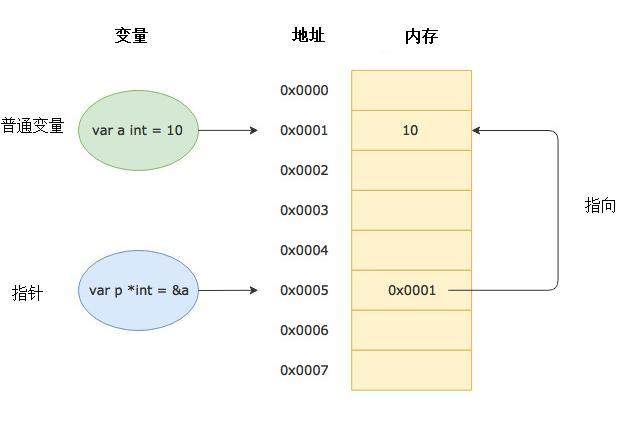 变量 地址 内存
0x0000
普通变量 var a int = 10 0x0001 10
0x0002
0x0003 指向
0x0004
指针 var p *int = &a 0x0005 0x0001
0x0006
0x0007